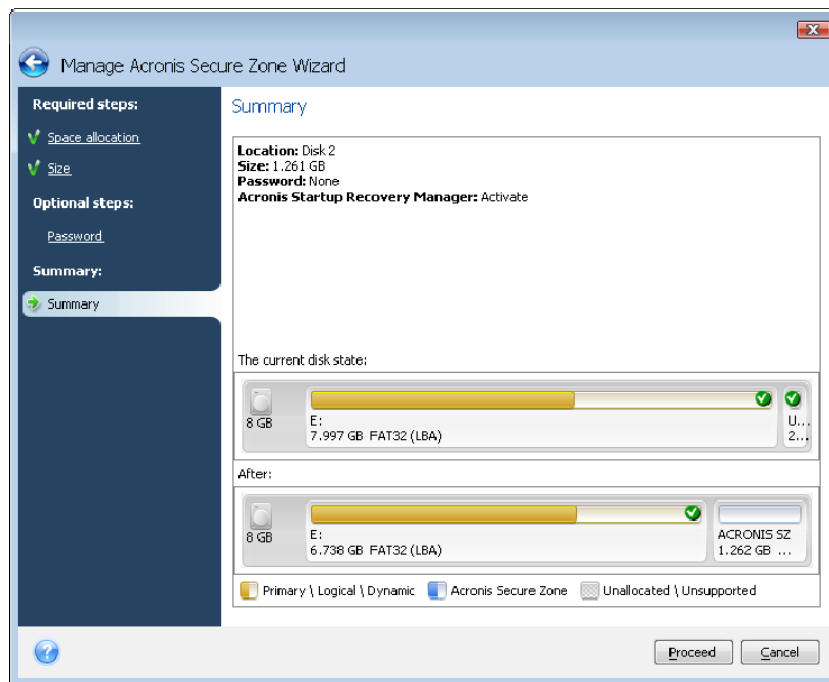 Manage Acronis Secure Zone Wizard
Required steps:
Space allocation
Size
Optional steps:
Password
Summary:
Summary
Summary
Location: Disk 2
Size: 1.261 GB
Password: None
Acronis Startup Recovery Manager: Activate
The current disk state:
8 GB
E:
7.997 GB FAT32 (LBA)
U...
2...
After:
8 GB
E:
6.738 GB FAT32 (LBA)
ACRONIS SZ
1.262 GB ...
Primary \ Logical \ Dynamic Acronis Secure Zone Unallocated \ Unsupported
Proceed Cancel